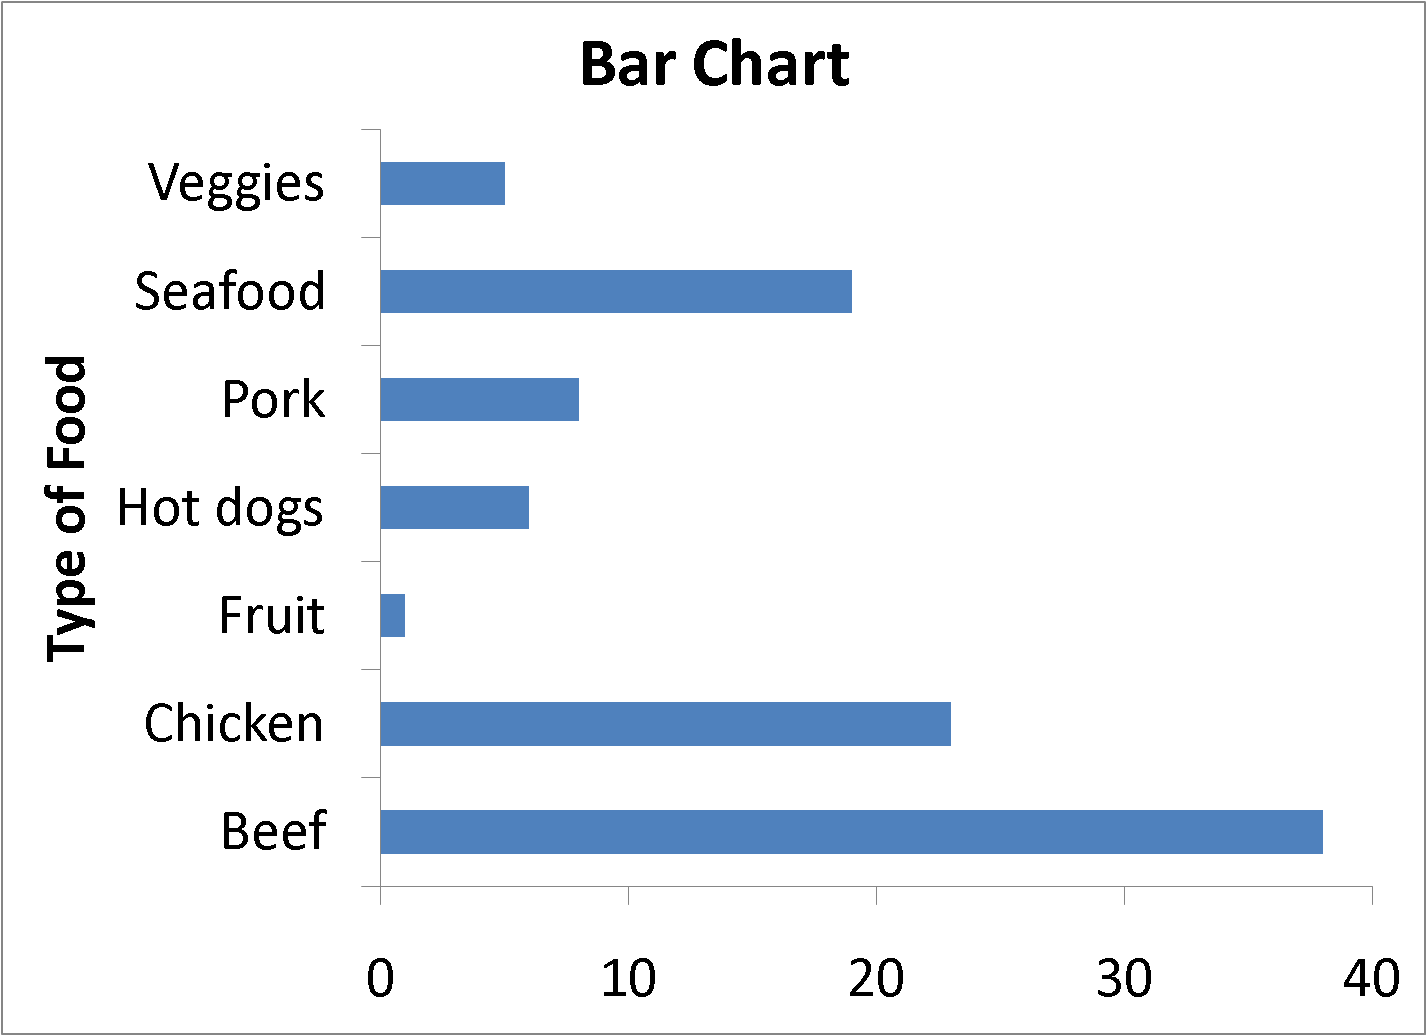 Bar Chart
Type of Food
Veggies
Seafood
Pork
Hot dogs
Fruit
Chicken
Beef
0 10 20 30 40